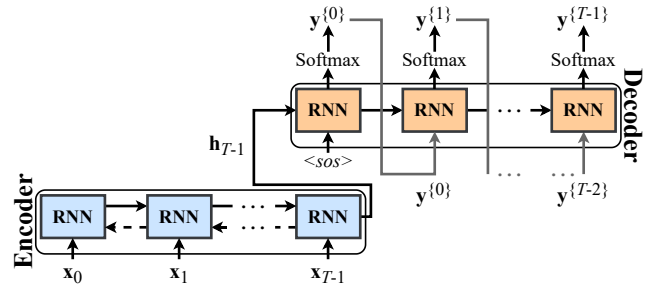 y^{0} y^{1} y^{T-1}
Softmax Softmax Softmax
RNN RNN ... RNN
Decoder
h_{T-1}
<sos>
... ...
y^{0} y^{T-2}
Encoder
RNN RNN ... RNN
...
x_0 x_1 x_{T-1}